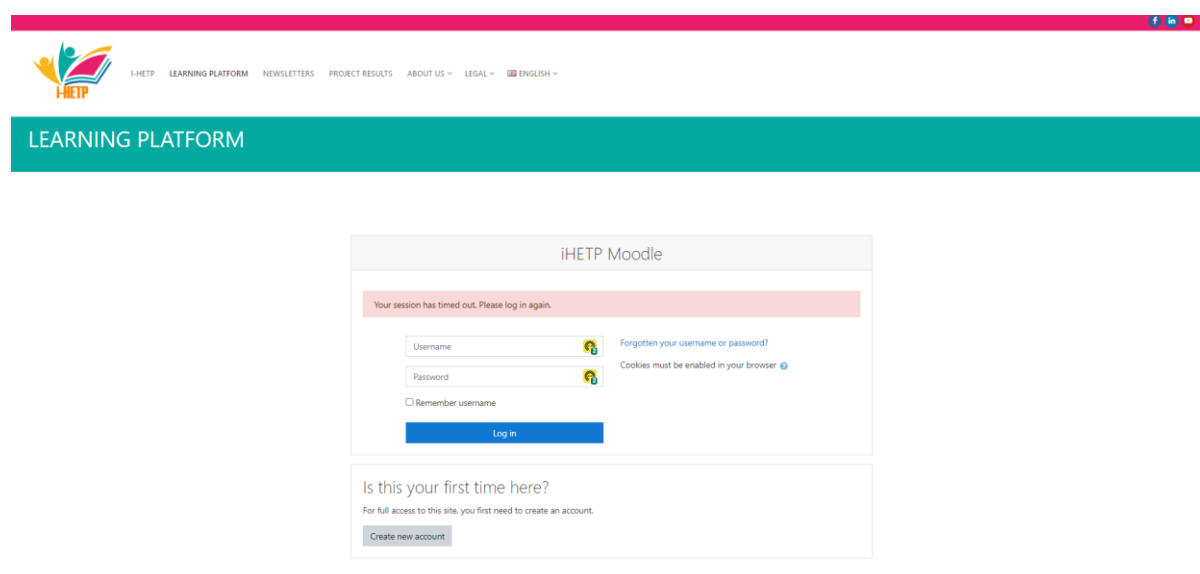 i-HETP
I-HETP LEARNING PLATFORM NEWSLETTERS PROJECT RESULTS ABOUT US LEGAL ENGLISH
LEARNING PLATFORM
iHETP Moodle
Your session has timed out. Please log in again.
Username
Forgotten your username or password?
Cookies must be enabled in your browser
Password
Remember username
Log in
Is this your first time here?
For full access to this site, you first need to create an account.
Create new account